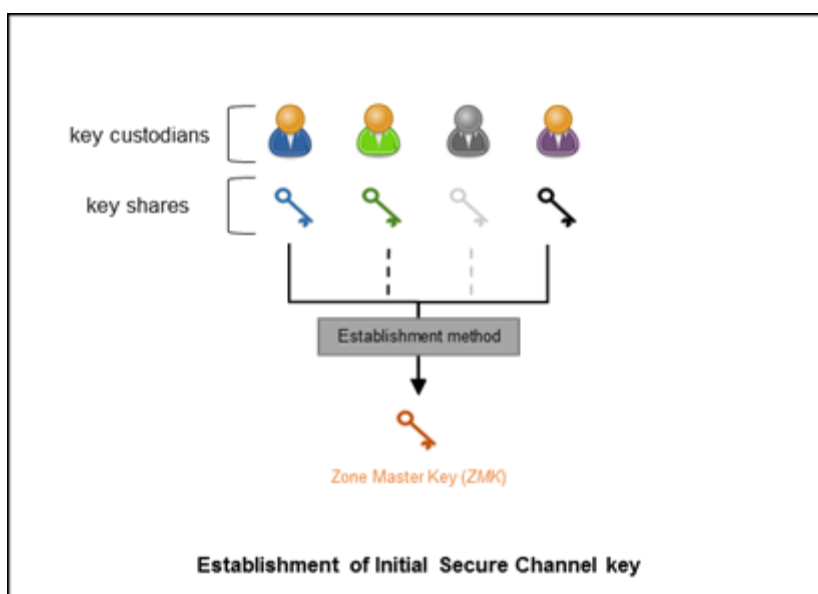 key custodians
key shares
Establishment method
Zone Master Key (ZMK)
Establishment of Initial Secure Channel key